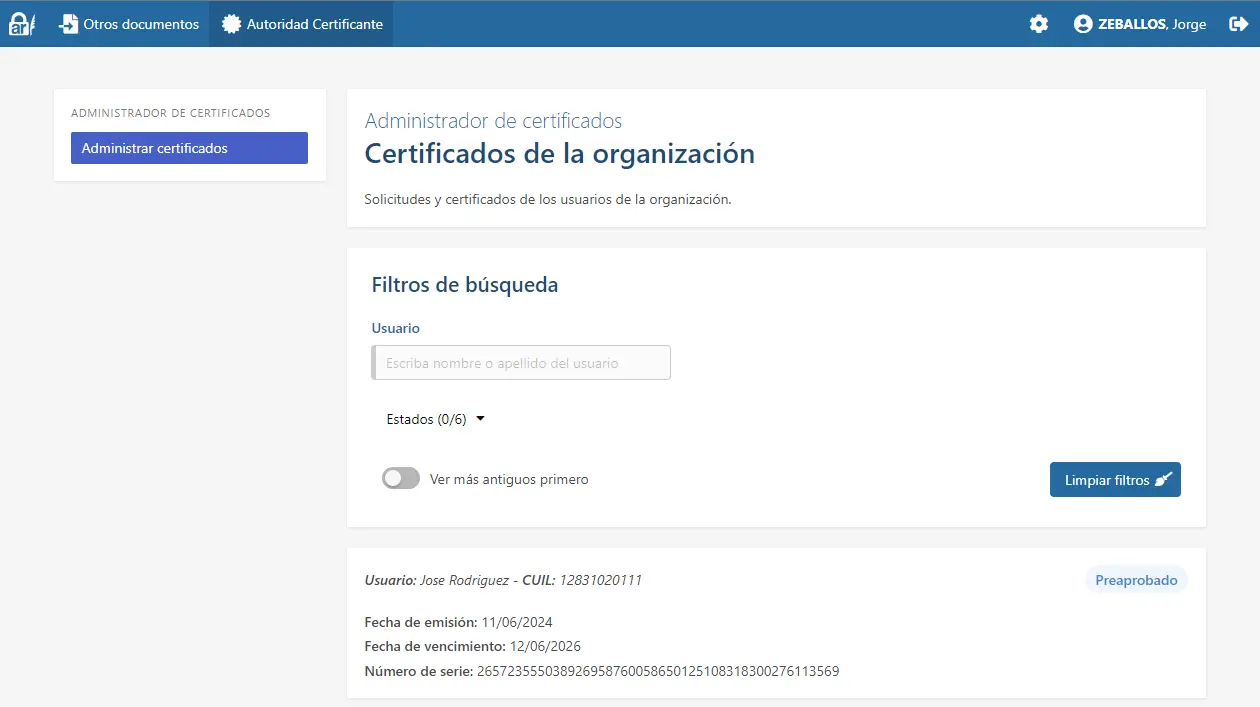 ar Otros documentos Autoridad Certificante ZEBALLOS, Jorge
ADMINISTRADOR DE CERTIFICADOS
Administrar certificados
Administrador de certificados
Certificados de la organización
Solicitudes y certificados de los usuarios de la organización.
Filtros de búsqueda
Usuario
Escriba nombre o apellido del usuario
Estados (0/6)
Ver más antiguos primero
Limpiar filtros
Usuario: Jose Rodriguez - CUIL: 12831020111
Preaprobado
Fecha de emisión: 11/06/2024
Fecha de vencimiento: 12/06/2026
Número de serie: 265723555038926958760058650125108318300276113569